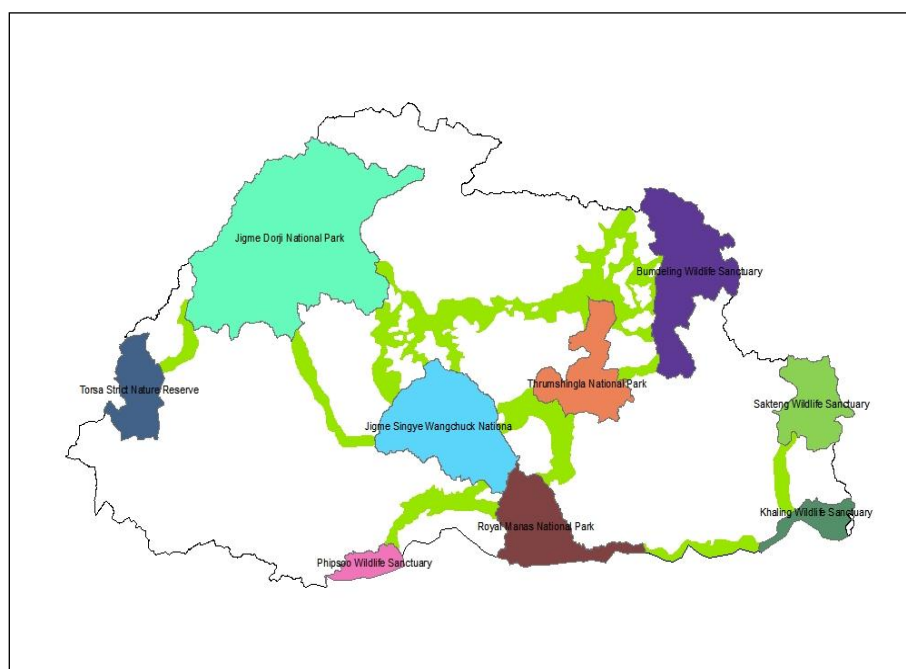 Jigme Dorji National Park
Bumdeling Wildlife Sanctuary
Torsa Strict Nature Reserve
Thrumshingla National Park
Sakteng Wildlife Sanctuary
Jigme Singye Wangchuck Nationa
Khaling Wildlife Sanctuary
Royal Manas National Park
Phipsoo Wildlife Sanctuary